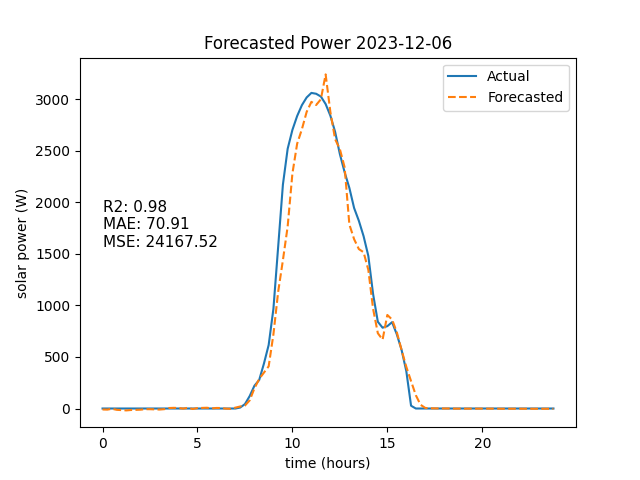 Forecasted Power 2023-12-06
Actual
Forecasted
R2: 0.98
MAE: 70.91
MSE: 24167.52
solar power (W)
3000
2500
2000
1500
1000
500
0
0 5 10 15 20
time (hours)